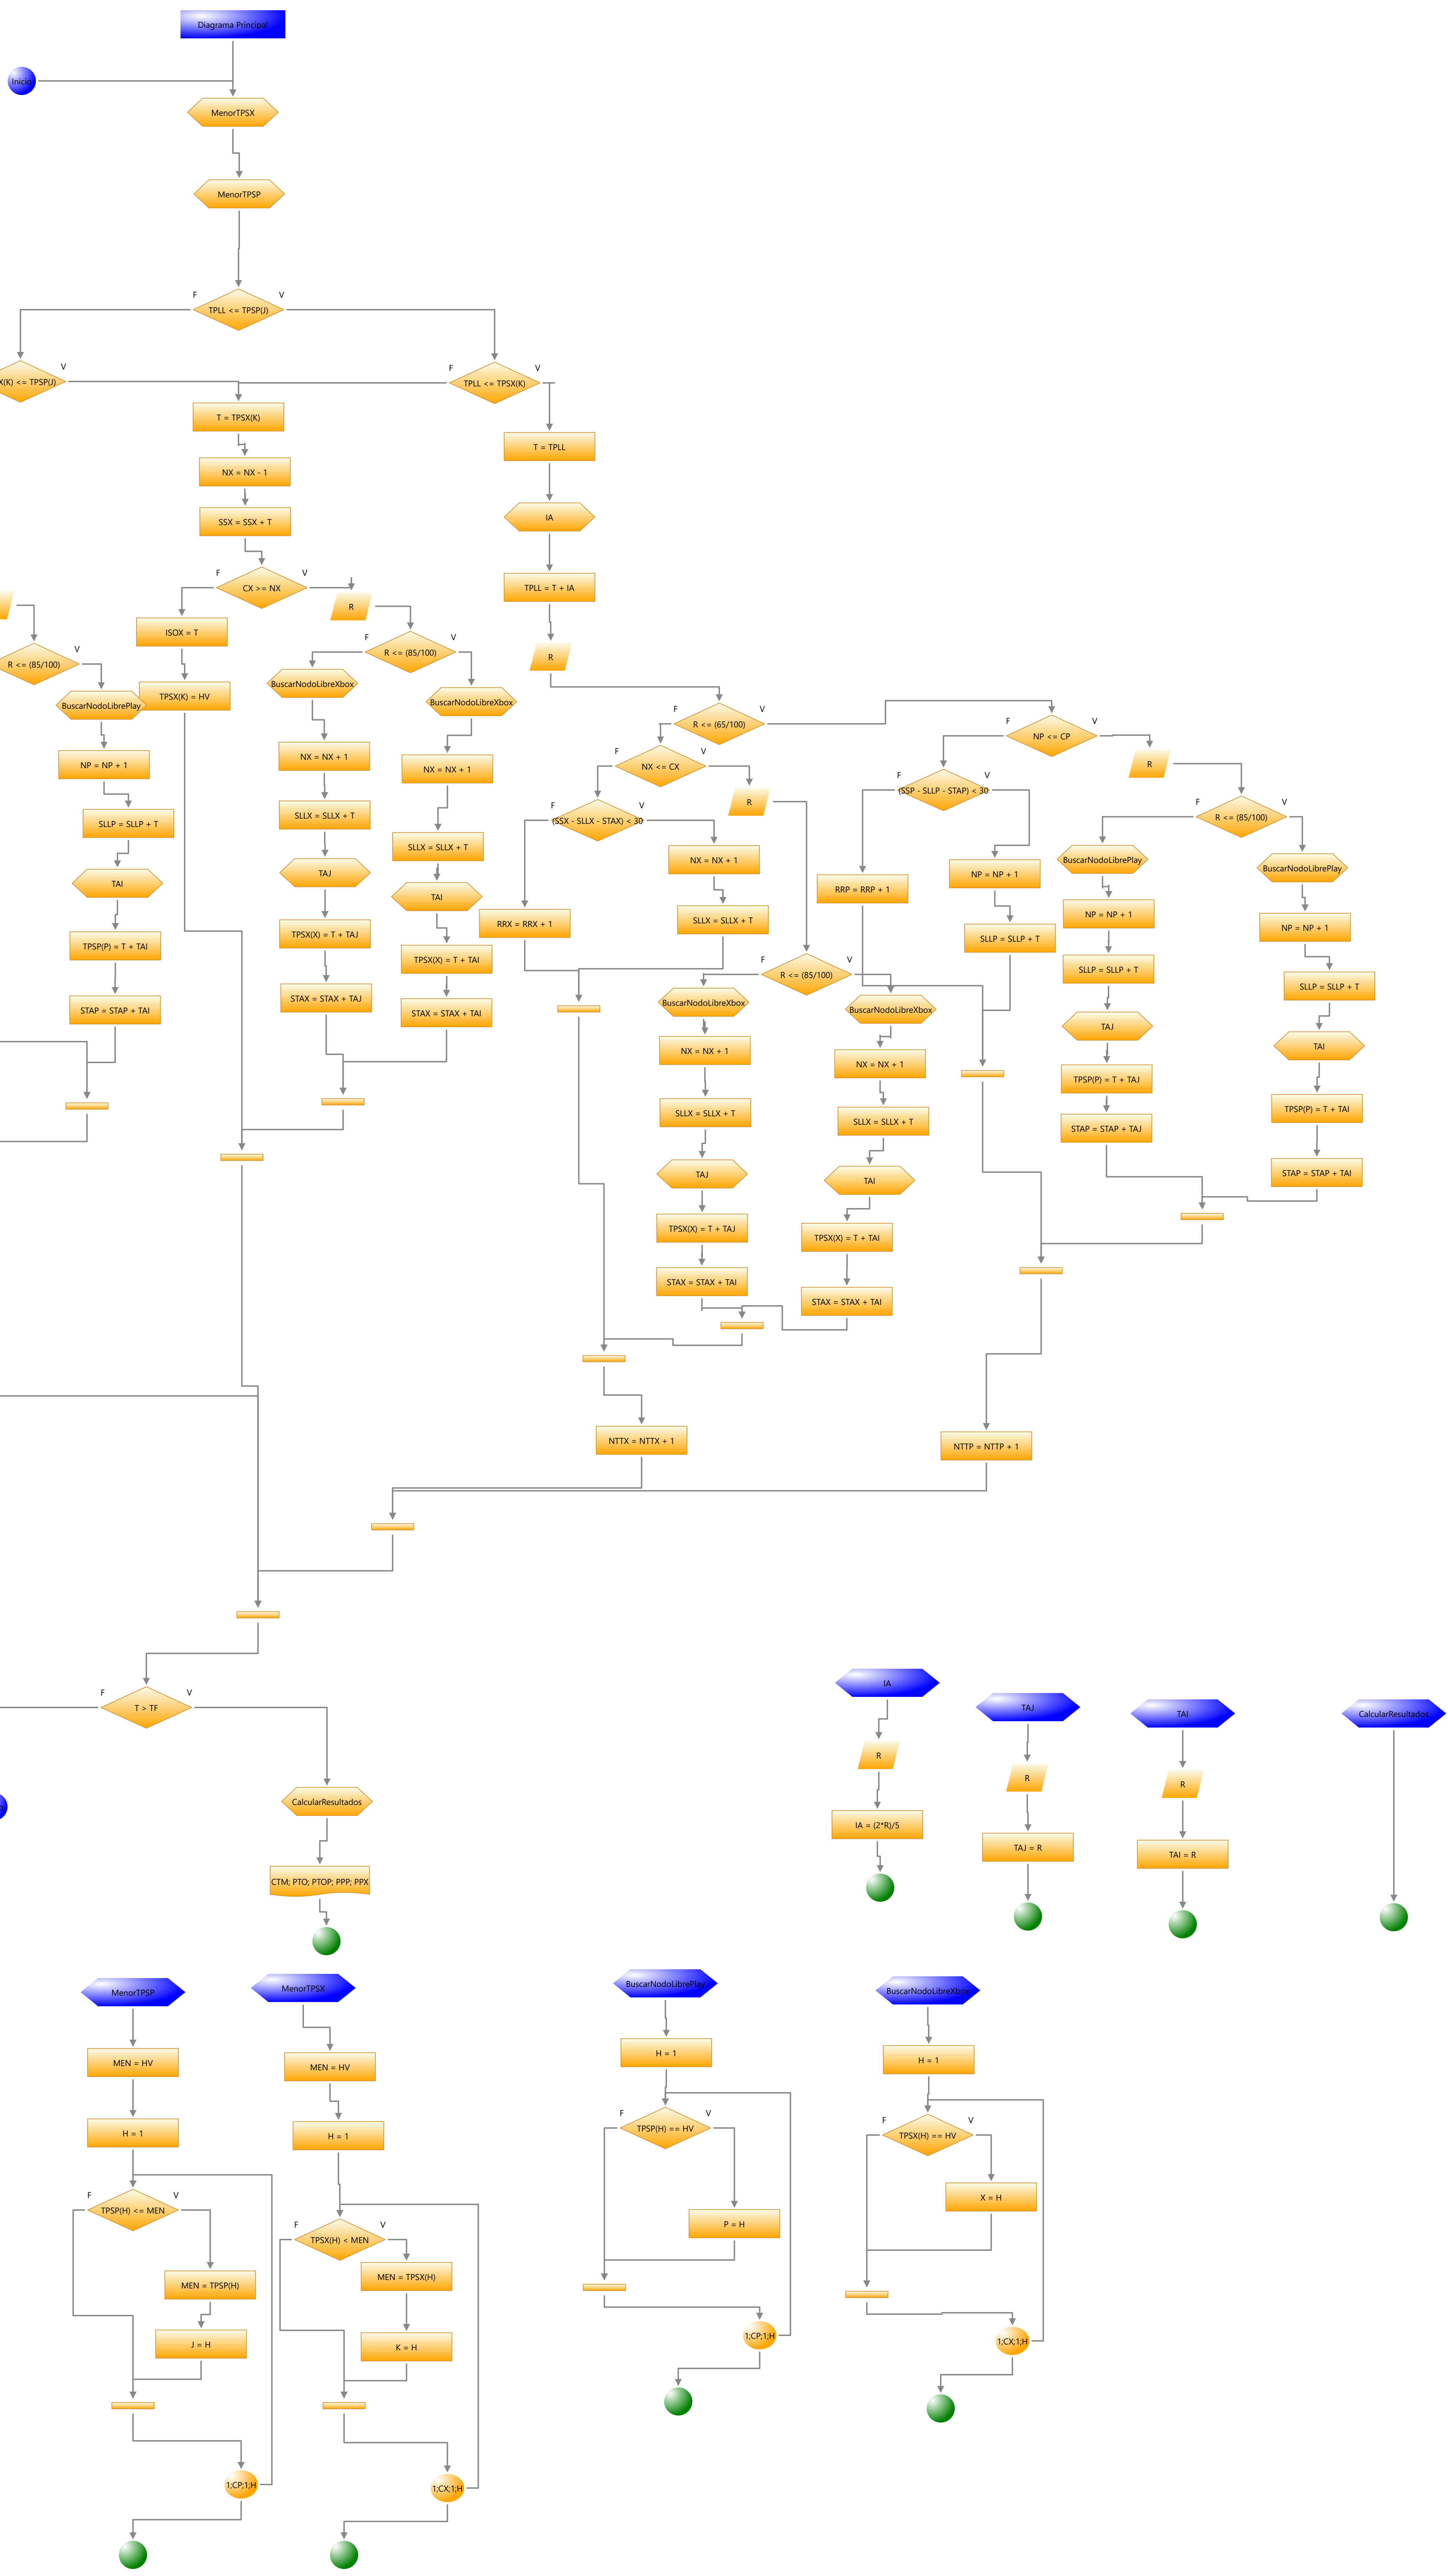 Diagrama Principal
Inicio
MenorTPSX
MenorTPSP
F
V
TPLL <= TPSP(J)
V
X(K) <= TPSP(J)
F
V
TPLL <= TPSX(K)
T = TPSX(K)
T = TPLL
NX = NX - 1
SSX = SSX + T
IA
F
V
CX >= NX
TPLL = T + IA
R
ISOX = T
F
V
R <= (85/100)
R
V
R <= (85/100)
BuscarNodoLibreXbox
BuscarNodoLibreXbox
TPSX(K) = HV
BuscarNodoLibrePlay
F
V
R <= (65/100)
F
V
NP <= CP
NX = NX + 1
NX = NX + 1
NP = NP + 1
F
V
NX <= CX
R
F
V
(SSP - SLLP - STAP) < 30
R
F
V
(SSX - SLLX - STAX) < 30
F
V
R <= (85/100)
SLLX = SLLX + T
SLLP = SLLP + T
SLLX = SLLX + T
NX = NX + 1
BuscarNodoLibrePlay
BuscarNodoLibrePlay
TAJ
TAI
TAI
RRP = RRP + 1
NP = NP + 1
RRX = RRX + 1
SLLX = SLLX + T
NP = NP + 1
NP = NP + 1
TPSX(X) = T + TAJ
TPSP(P) = T + TAI
SLLP = SLLP + T
TPSX(X) = T + TAI
F
V
R <= (85/100)
SLLP = SLLP + T
SLLP = SLLP + T
STAX = STAX + TAJ
STAP = STAP + TAI
STAX = STAX + TAI
BuscarNodoLibreXbox
BuscarNodoLibreXbox
TAJ
TAI
NX = NX + 1
NX = NX + 1
TPSP(P) = T + TAJ
TPSP(P) = T + TAI
SLLX = SLLX + T
SLLX = SLLX + T
STAP = STAP + TAJ
STAP = STAP + TAI
TAJ
TAI
TPSX(X) = T + TAJ
TPSX(X) = T + TAI
STAX = STAX + TAI
STAX = STAX + TAI
NTTX = NTTX + 1
NTTP = NTTP + 1
F
V
T > TF
IA
TAJ
TAI
CalcularResultados
R
R
R
CalcularResultados
IA = (2*R)/5
TAJ = R
TAI = R
CTM; PTO; PTOP; PPP; PPX
MenorTPSP
MenorTPSX
BuscarNodoLibrePlay
BuscarNodoLibreXbox
MEN = HV
MEN = HV
H = 1
H = 1
H = 1
H = 1
F
V
TPSP(H) == HV
F
V
TPSX(H) == HV
F
V
TPSP(H) <= MEN
F
V
TPSX(H) < MEN
X = H
P = H
MEN = TPSP(H)
MEN = TPSX(H)
J = H
K = H
1;CP;1;H
1;CX;1;H
1;CP;1;H
1;CX;1;H